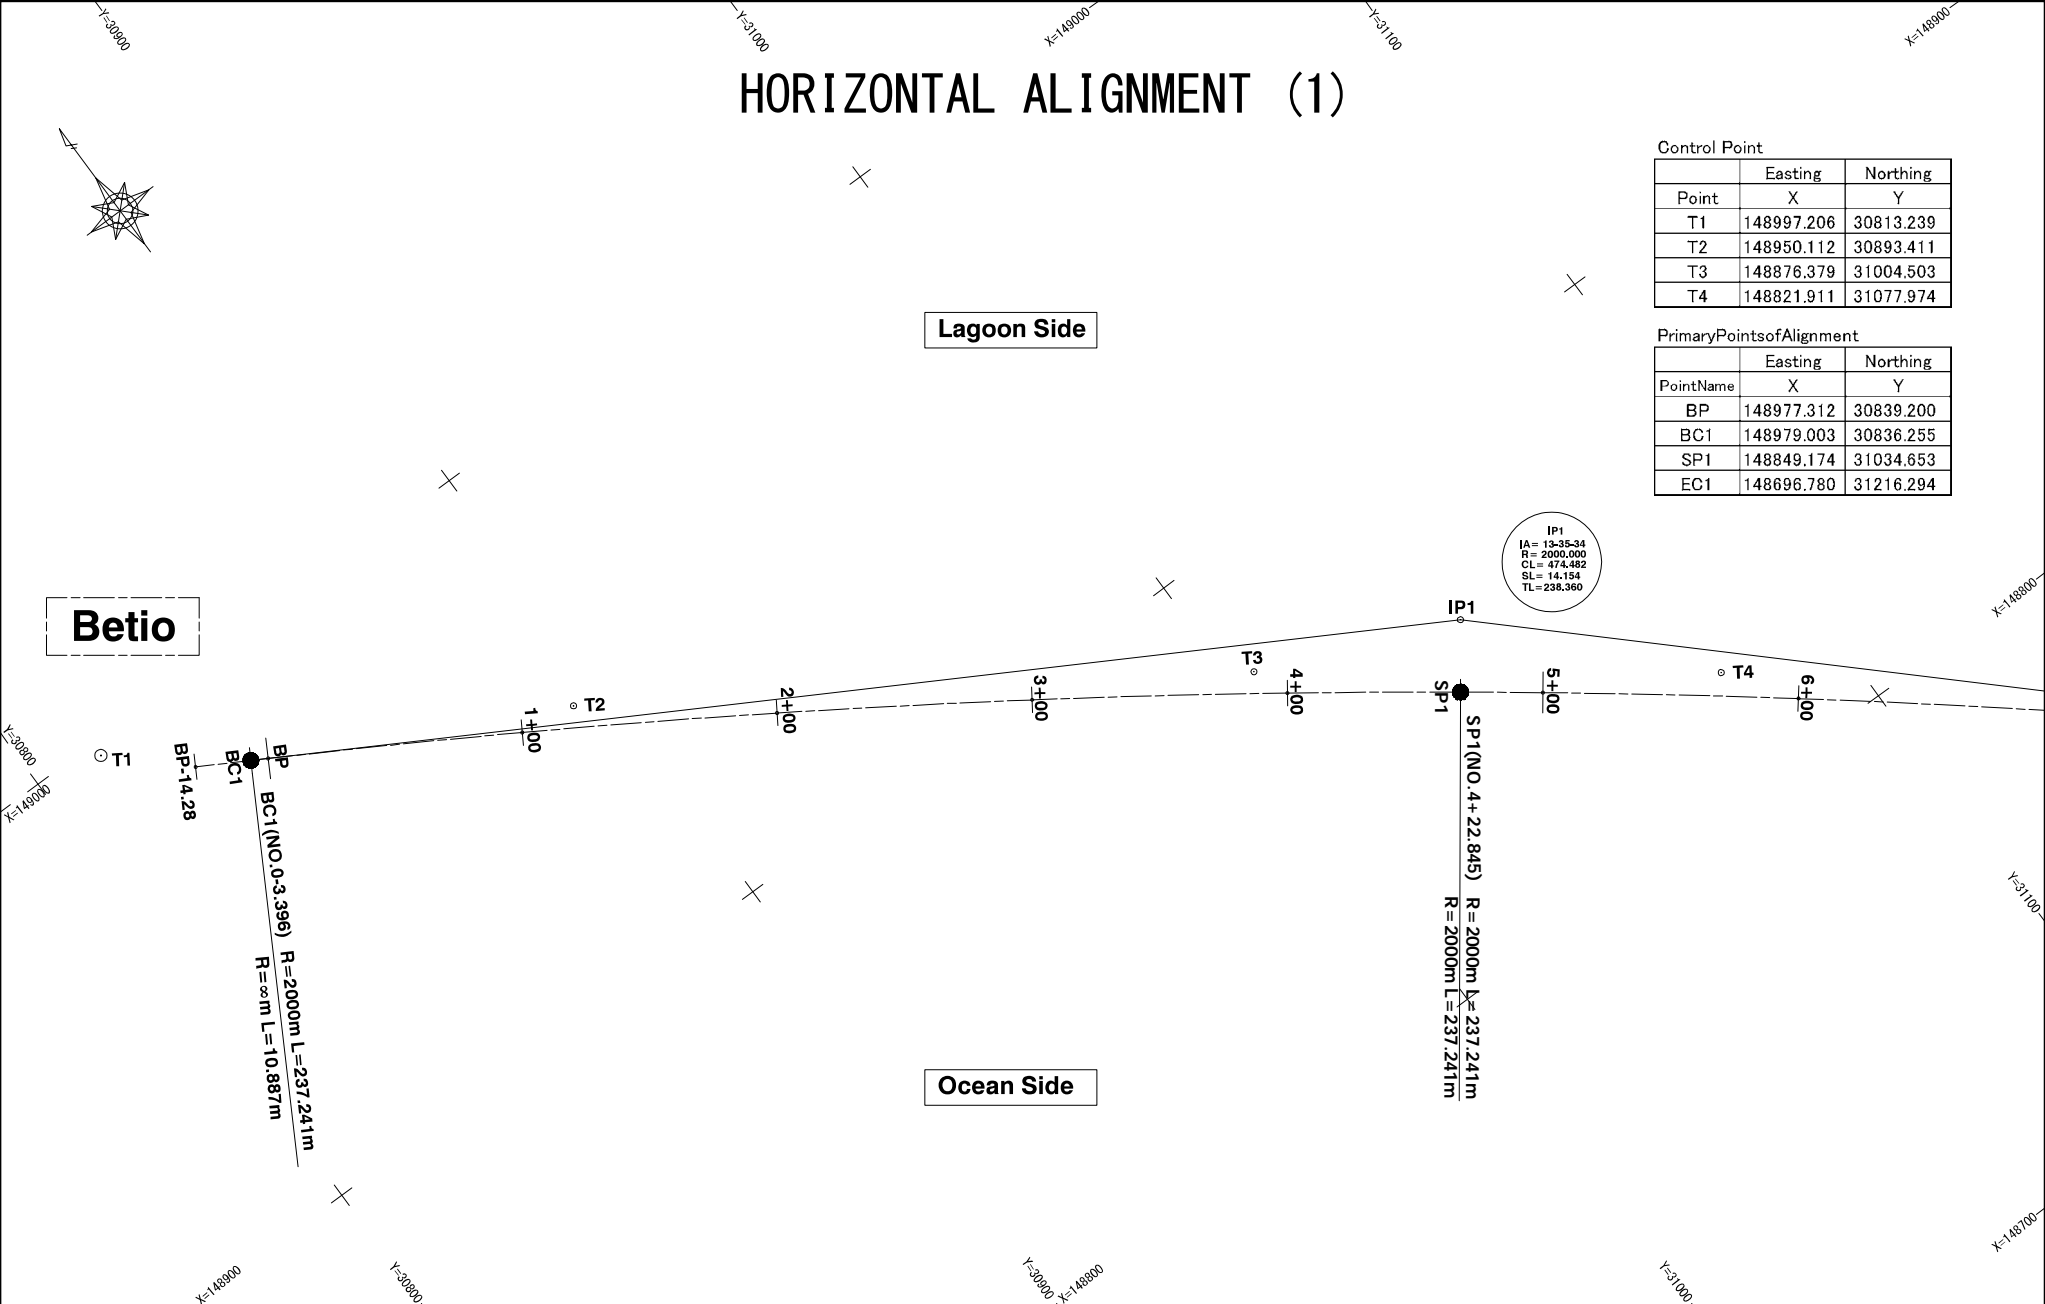 Y=30900
Y=31000
X=149000
Y=31100
X=148900
HORIZONTAL ALIGNMENT (1)
Control Point
Easting Northing
Point X Y
T1 148997.206 30813.239
T2 148950.112 30893.411
T3 148876.379 31004.503
T4 148821.911 31077.974
PrimaryPointsofAlignment
Easting Northing
PointName X Y
BP 148977.312 30839.200
BC1 148979.003 30836.255
SP1 148849.174 31034.653
EC1 148696.780 31216.294
Lagoon Side
IP1
IA= 13-35-34
R= 2000.000
CL= 474.482
SL= 14.154
TL=238.360
X=148800
Betio
IP1
T3
T4
T2
T1
Y=30800
X=149000
BP-14.28
BC1
BP
1+00
2+00
3+00
4+00
SP1
5+00
6+00
BC1(NO.0-3.396) R=2000m L=237.241m
R=∞m L=10.887m
SP1(NO.4+22.845) R=2000m L=237.241m
R=2000m L=237.241m
Y=31100
Ocean Side
X=148900
Y=30800
Y=30900
X=148800
Y=31000
X=148700